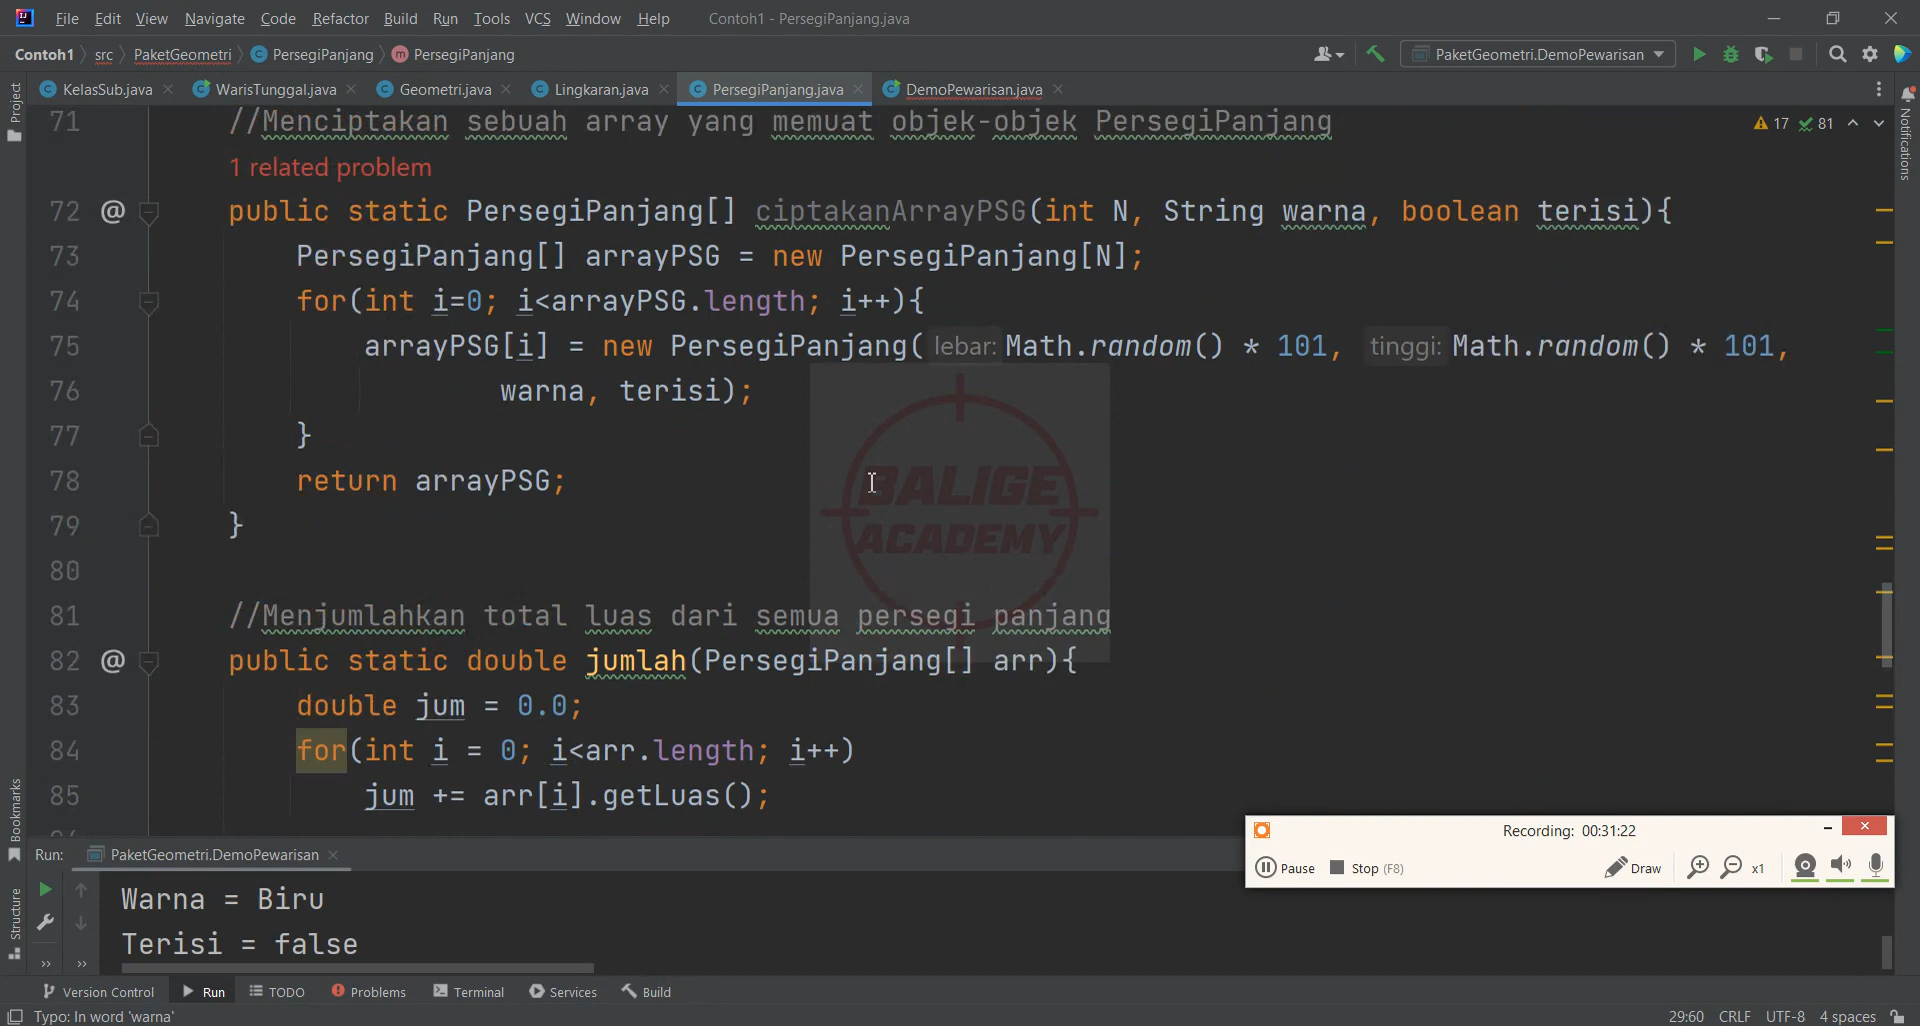 File Edit View Navigate Code Refactor Build Run Tools VCS Window Help Contoh1 - PersegiPanjang.java
Contoh1 src PaketGeometri PersegiPanjang PersegiPanjang PaketGeometri.DemoPewarisan
Project KelasSub.java WarisTunggal.java Geometri.java Lingkaran.java PersegiPanjang.java DemoPewarisan.java Notifications
17 81
71 //Menciptakan sebuah array yang memuat objek-objek PersegiPanjang
1 related problem
72 @ public static PersegiPanjang[] ciptakanArrayPSG(int N, String warna, boolean terisi){
73 PersegiPanjang[] arrayPSG = new PersegiPanjang[N];
74 for(int i=0; i<arrayPSG.length; i++){
75 arrayPSG[i] = new PersegiPanjang( lebar: Math.random() * 101, tinggi: Math.random() * 101,
76 warna, terisi);
77 }
78 return arrayPSG;
79 }
80
BALIGE
ACADEMY
81 //Menjumlahkan total luas dari semua persegi panjang
82 @ public static double jumlah(PersegiPanjang[] arr){
83 double jum = 0.0;
84 for(int i = 0; i<arr.length; i++)
85 jum += arr[i].getLuas();
Recording: 00:31:22
Pause Stop (F8) Draw x1
Bookmarks
Structure
Run: PaketGeometri.DemoPewarisan
Warna = Biru
Terisi = false
Version Control Run TODO Problems Terminal Services Build
Typo: In word 'warna' 29:60 CRLF UTF-8 4 spaces